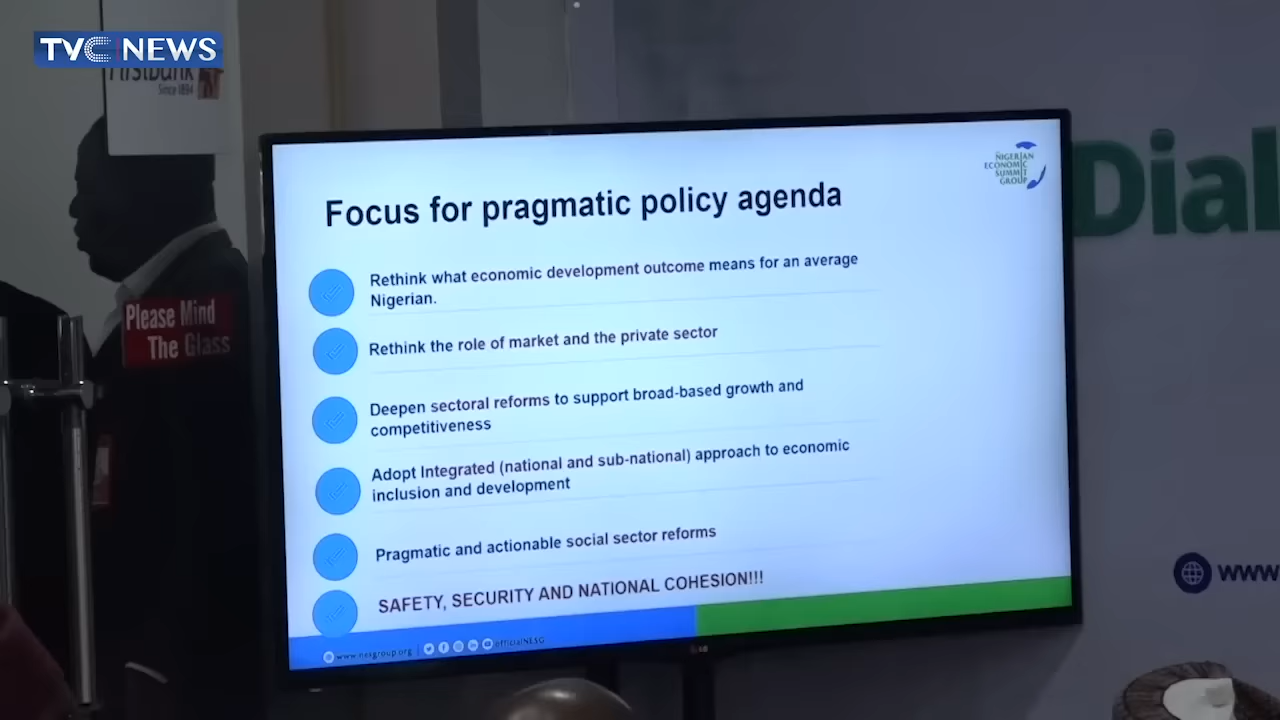 TVC NEWS
FirstBank
Since 1894
Please Mind
The Glass
NIGERIAN
ECONOMIC
SUMMIT
GROUP
Focus for pragmatic policy agenda
Rethink what economic development outcome means for an average
Nigerian.
Rethink the role of market and the private sector
Deepen sectoral reforms to support broad-based growth and
competitiveness
Adopt Integrated (national and sub-national) approach to economic
inclusion and development
Pragmatic and actionable social sector reforms
SAFETY, SECURITY AND NATIONAL COHESION!!!
www.nesgroup.org
officialNESG
LG
Dial
www.